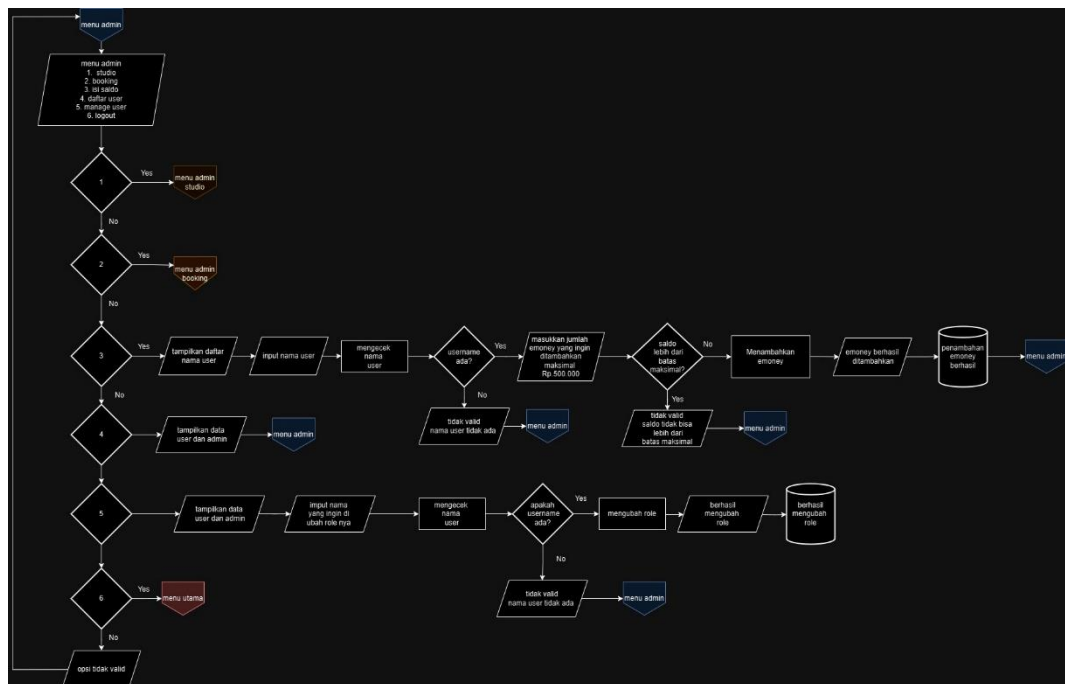 menu admin
menu admin
1. studio
2. booking
3. isi saldo
4. daftar user
5. manage user
6. logout
1
Yes
menu admin
studio
No
2
Yes
menu admin
booking
No
3
Yes
tampilkan daftar
nama user
input nama user
mengecek
nama
user
username
ada?
Yes
masukkan jumlah
emoney yang ingin
ditambahkan
maksimal
Rp.500.000
saldo
lebih dari
batas
maksimal?
No
Menambahkan
emoney
emoney berhasil
ditambahkan
penambahan
emoney
berhasil
menu admin
No
tidak valid
nama user tidak ada
menu admin
Yes
tidak valid
saldo tidak bisa
lebih dari
batas maksimal
menu admin
No
4
tampilkan data
user dan admin
menu admin
5
tampilkan data
user dan admin
imput nama
yang ingin di
ubah role nya
mengecek
nama
user
apakah
username
ada?
Yes
mengubah role
berhasil
mengubah
role
berhasil
mengubah
role
No
tidak valid
nama user tidak ada
menu admin
6
Yes
menu utama
No
opsi tidak valid